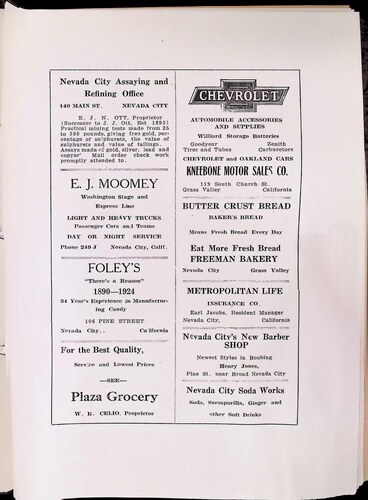 Nevada City Assaying and
Refining Office
140 MAIN ST. NEVADA CITY
E. J. N. OTT, Proprietor
(Successor to J. J. Ott, Est 1895)
Practical mining tests made from 25
to 500 pounds, giving free gold, per-
centage of sulphurets, the value of
sulphurets and value of tailings.
Assays made of gold, silver, lead and
copper Mail order check work
promptly attended to.
E. J. MOOMEY
Washington Stage and
Express Line
LIGHT AND HEAVY TRUCKS
Passenger Cars and Teams
DAY OR NIGHT SERVICE
Phone 249 J Nevada City, Calif.
FOLEY'S
"There's a Reason"
1890—1924
34 Year's Experience in Manufactur-
ing Candy
106 PINE STREET
Nevada City.. California
For the Best Quality,
Service and Lowest Prices
—SEE—
Plaza Grocery
W. H. CELIO, Proprietor
CHEVROLET
AUTOMOBILE ACCESSORIES
AND SUPPLIES
Williard Storage Batteries
Goodyear Zenith
Tires and Tubes Carburetors
CHEVROLET and OAKLAND CARS
KNEEBONE MOTOR SALES CO.
119 South Church St.
Grass Valley California
BUTTER CRUST BREAD
BAKER'S BREAD
Means Fresh Bread Every Day
Eat More Fresh Bread
FREEMAN BAKERY
Nevada City Grass Valley
METROPOLITAN LIFE
INSURANCE CO.
Earl Jacobs, Resident Manager
Nevada City, California
Nevada City's New Barber
SHOP
Newest Styles in Bobbing
Henry Jones,
Pine St. near Broad Nevada City
Nevada City Soda Works
Soda, Sarsaparilla, Ginger and
other Soft Drinks